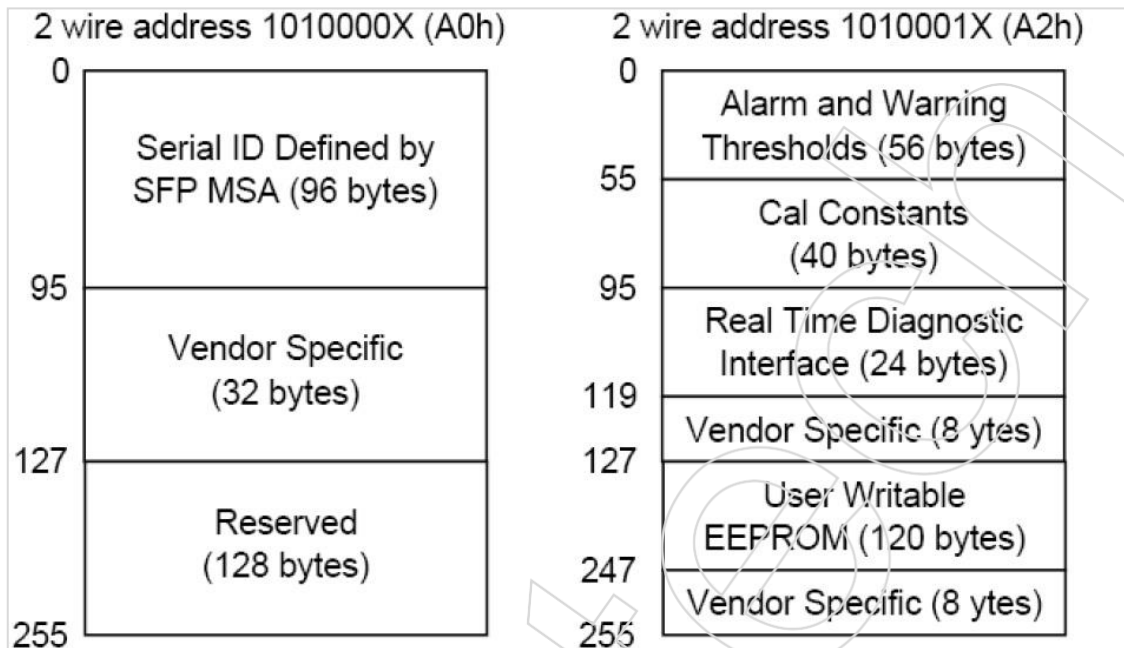 2 wire address 1010000X (A0h)
0
Serial ID Defined by
SFP MSA (96 bytes)
95
Vendor Specific
(32 bytes)
127
Reserved
(128 bytes)
255
2 wire address 1010001X (A2h)
0
Alarm and Warning
Thresholds (56 bytes)
55
Cal Constants
(40 bytes)
95
Real Time Diagnostic
Interface (24 bytes)
119
Vendor Specific (8 ytes)
127
User Writable
EEPROM (120 bytes)
247
Vendor Specific (8 ytes)
255